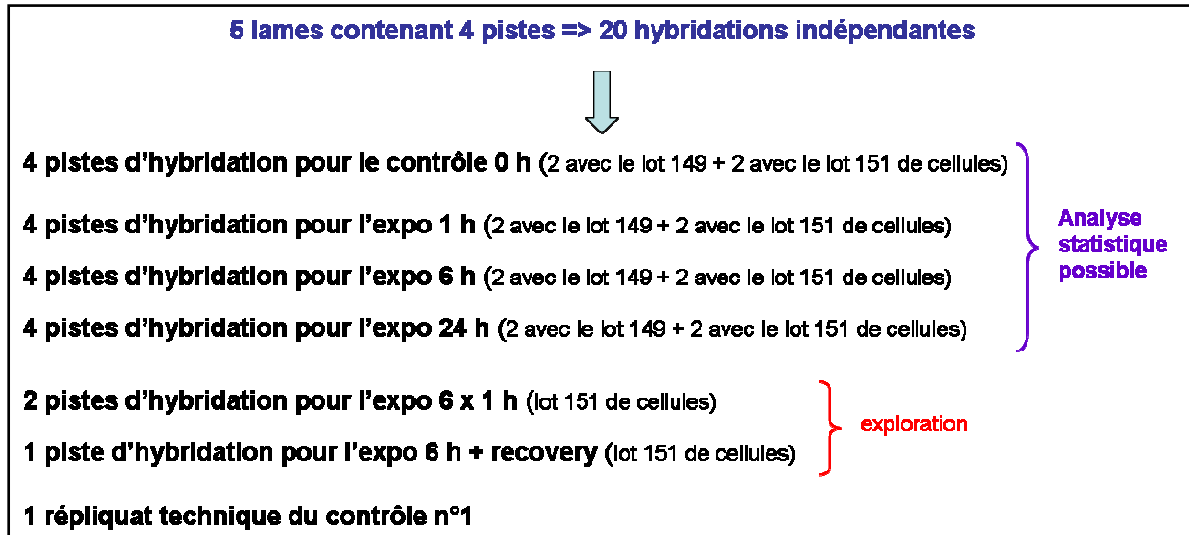 5 lames contenant 4 pistes => 20 hybridations indépendantes
4 pistes d'hybridation pour le contrôle 0 h (2 avec le lot 149 + 2 avec le lot 151 de cellules)
4 pistes d'hybridation pour l'expo 1 h (2 avec le lot 149 + 2 avec le lot 151 de cellules)
4 pistes d'hybridation pour l'expo 6 h (2 avec le lot 149 + 2 avec le lot 151 de cellules)
4 pistes d'hybridation pour l'expo 24 h (2 avec le lot 149 + 2 avec le lot 151 de cellules)
Analyse
statistique
possible
2 pistes d'hybridation pour l'expo 6 x 1 h (lot 151 de cellules)
1 piste d'hybridation pour l'expo 6 h + recovery (lot 151 de cellules)
exploration
1 répliquat technique du contrôle n°1